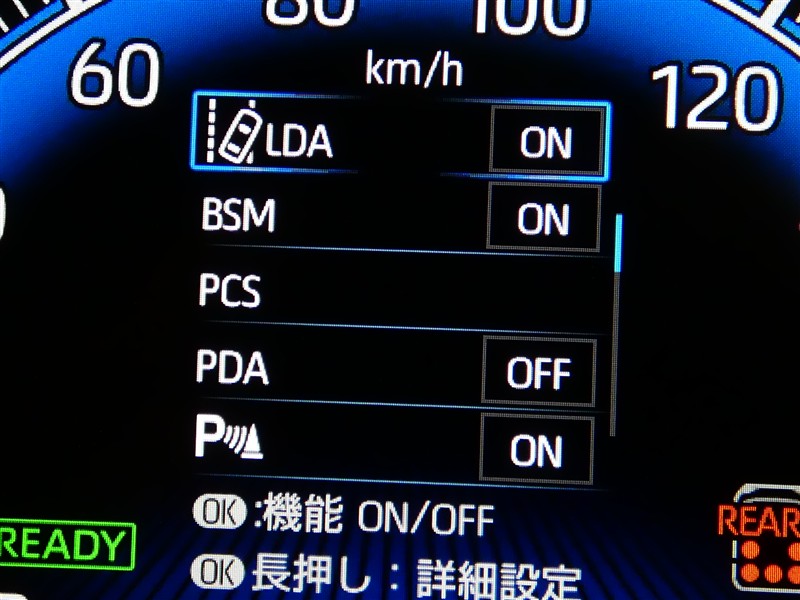 80 100
60 km/h 120
LDA ON
BSM ON
PCS
PDA OFF
P ON
OK :機能 ON/OFF
OK 長押し：詳細設定
READY
REAR